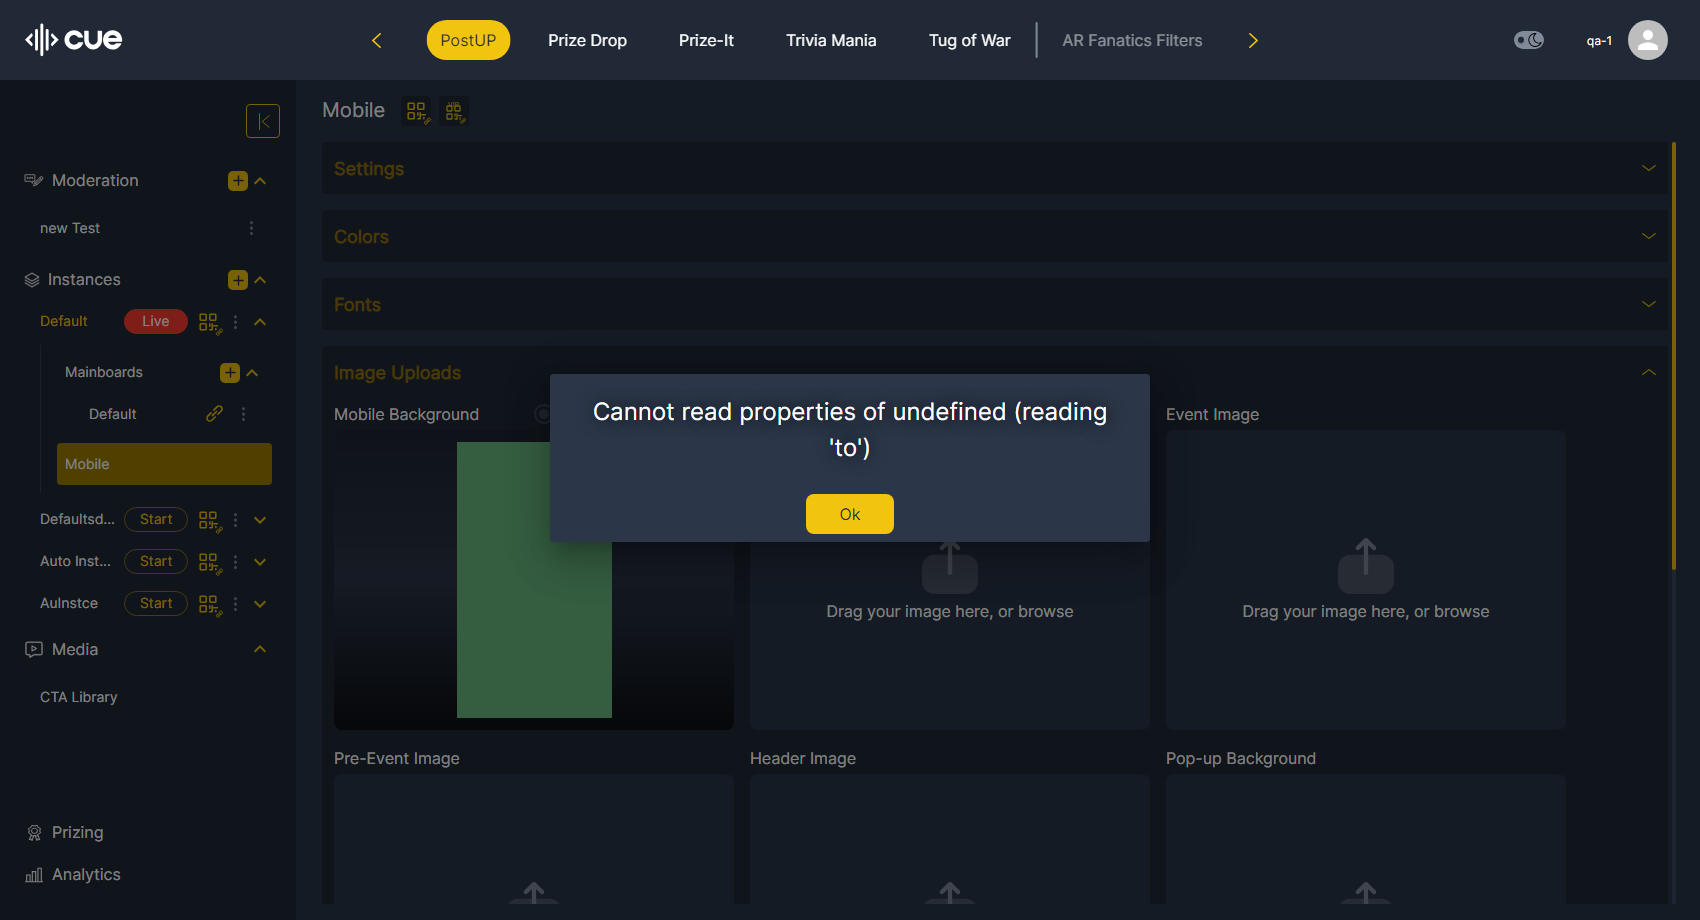 cue
PostUP
Prize Drop
Prize-It
Trivia Mania
Tug of War
AR Fanatics Filters
qa-1
Mobile
Moderation
new Test
Instances
Default
Live
Mainboards
Default
Mobile
Defaultsd...
Start
Auto Inst...
Start
AuInstce
Start
Media
CTA Library
Prizing
Analytics
Settings
Colors
Fonts
Image Uploads
Mobile Background
Event Image
Cannot read properties of undefined (reading
'to')
Ok
Drag your image here, or browse
Drag your image here, or browse
Pre-Event Image
Header Image
Pop-up Background